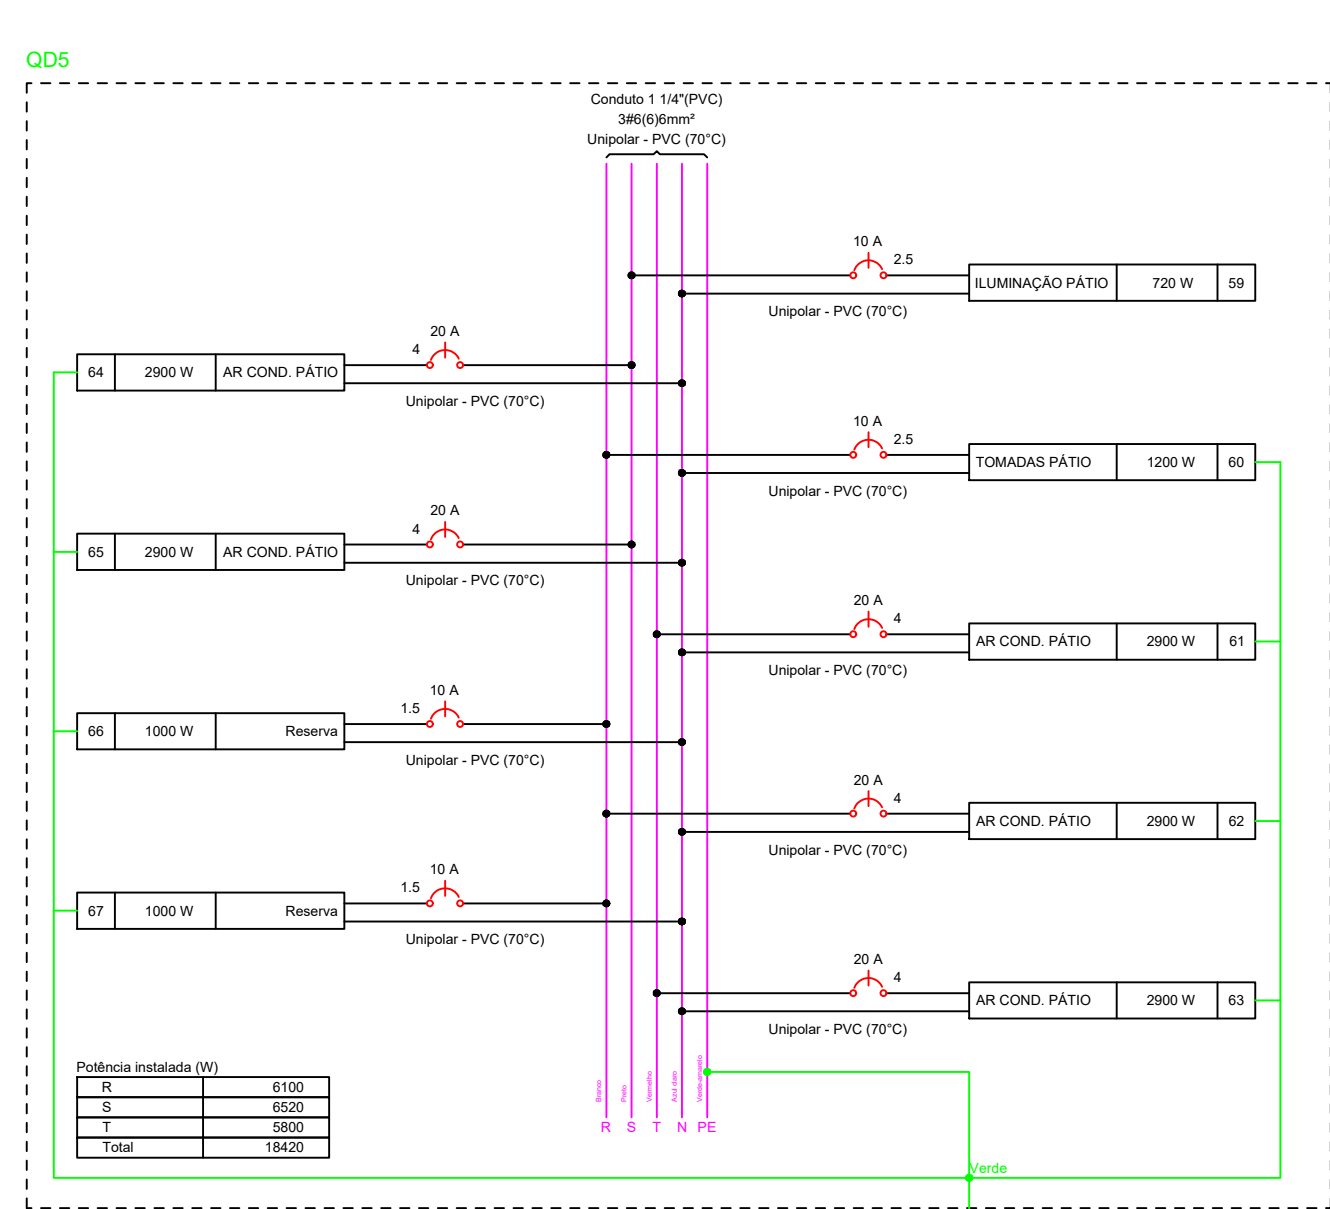 QD5
Conduto 1 1/4"(PVC)
3#6(6)6mm²
Unipolar - PVC (70°C)
10 A
2.5
ILUMINAÇÃO PÁTIO 720 W 59
Unipolar - PVC (70°C)
20 A
4
64 2900 W AR COND. PÁTIO
Unipolar - PVC (70°C)
10 A
2.5
TOMADAS PÁTIO 1200 W 60
Unipolar - PVC (70°C)
20 A
4
65 2900 W AR COND. PÁTIO
Unipolar - PVC (70°C)
20 A
4
AR COND. PÁTIO 2900 W 61
Unipolar - PVC (70°C)
10 A
1.5
66 1000 W Reserva
Unipolar - PVC (70°C)
20 A
4
AR COND. PÁTIO 2900 W 62
Unipolar - PVC (70°C)
10 A
1.5
67 1000 W Reserva
Unipolar - PVC (70°C)
20 A
4
AR COND. PÁTIO 2900 W 63
Unipolar - PVC (70°C)
Potência instalada (W)
R 6100
S 6520
T 5800
Total 18420
Branco
Preto
Vermelho
Azul claro
Verde-amarelo
R S T N PE
Verde